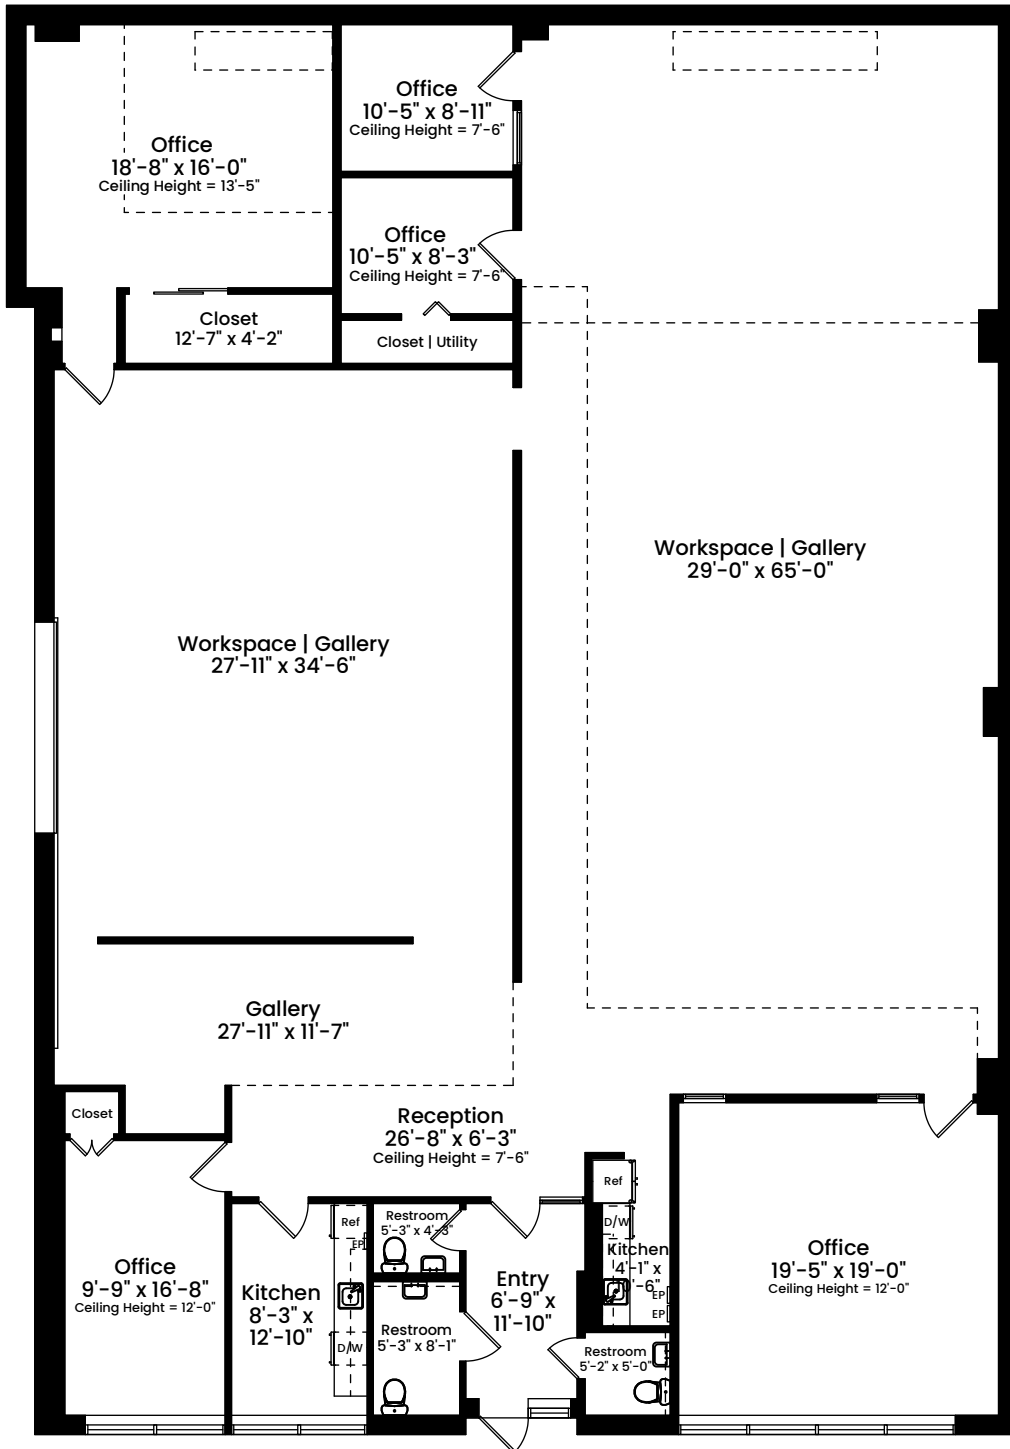 Office
18'-8" x 16'-0"
Ceiling Height = 13'-5"
Office
10'-5" x 8'-11"
Ceiling Height = 7'-6"
Office
10'-5" x 8'-3"
Ceiling Height = 7'-6"
Closet
12'-7" x 4'-2"
Closet | Utility
Workspace | Gallery
29'-0" x 65'-0"
Workspace | Gallery
27'-11" x 34'-6"
Gallery
27'-11" x 11'-7"
Closet
Reception
26'-8" x 6'-3"
Ceiling Height = 7'-6"
Office
9'-9" x 16'-8"
Ceiling Height = 12'-0"
Kitchen
8'-3" x
12'-10"
Ref
EP
D/W
Restroom
5'-3" x 4'-3"
Restroom
5'-3" x 8'-1"
Entry
6'-9" x
11'-10"
Ref
D/W
Kitchen
4'-1" x
'-6"
EP
EP
Restroom
5'-2" x 5'-0"
Office
19'-5" x 19'-0"
Ceiling Height = 12'-0"